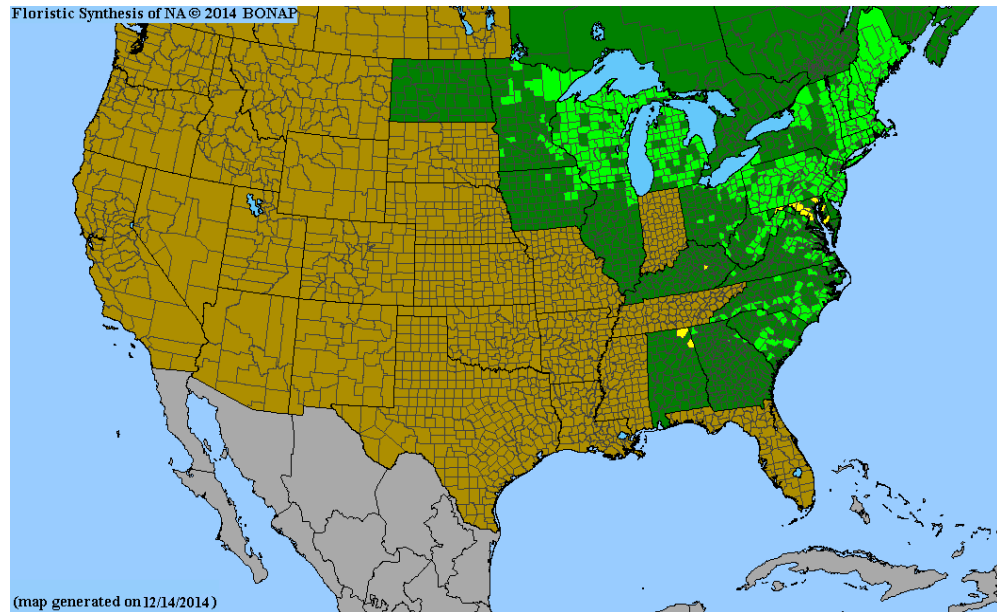 Floristic Synthesis of NA © 2014 BONAP
(map generated on 12/14/2014)